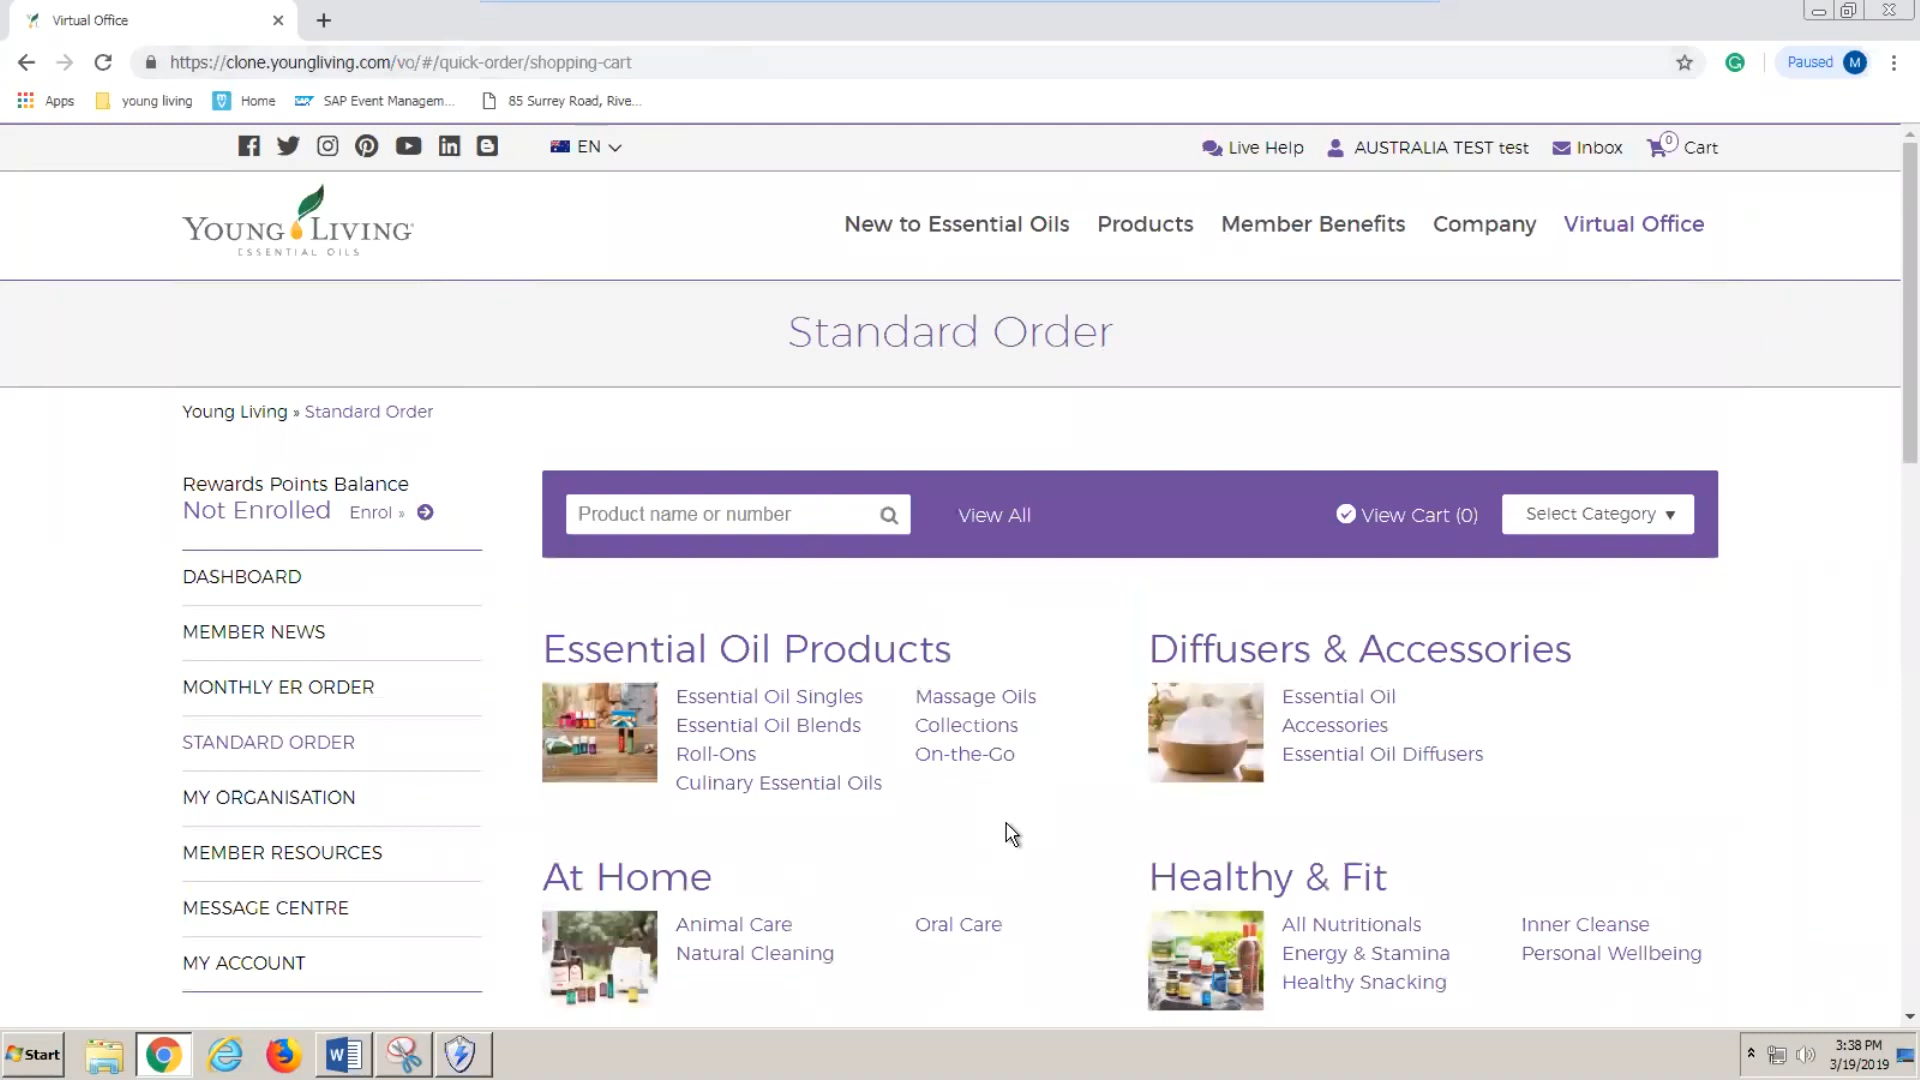 Virtual Office
https://clone.youngliving.com/vo/#/quick-order/shopping-cart
Paused M
Apps young living Home SAP Event Managem... 85 Surrey Road, Rive...
EN Live Help AUSTRALIA TEST test Inbox 0 Cart
YOUNG LIVING
ESSENTIAL OILS
New to Essential Oils Products Member Benefits Company Virtual Office
Standard Order
Young Living » Standard Order
Rewards Points Balance
Not Enrolled Enrol »
DASHBOARD
MEMBER NEWS
MONTHLY ER ORDER
STANDARD ORDER
MY ORGANISATION
MEMBER RESOURCES
MESSAGE CENTRE
MY ACCOUNT
Product name or number View All View Cart (0) Select Category ▼
Essential Oil Products
Essential Oil Singles
Essential Oil Blends
Roll-Ons
Culinary Essential Oils
Massage Oils
Collections
On-the-Go
Diffusers & Accessories
Essential Oil
Accessories
Essential Oil Diffusers
At Home
Animal Care
Natural Cleaning
Oral Care
Healthy & Fit
All Nutritionals
Energy & Stamina
Healthy Snacking
Inner Cleanse
Personal Wellbeing
Start
3:38 PM
3/19/2019